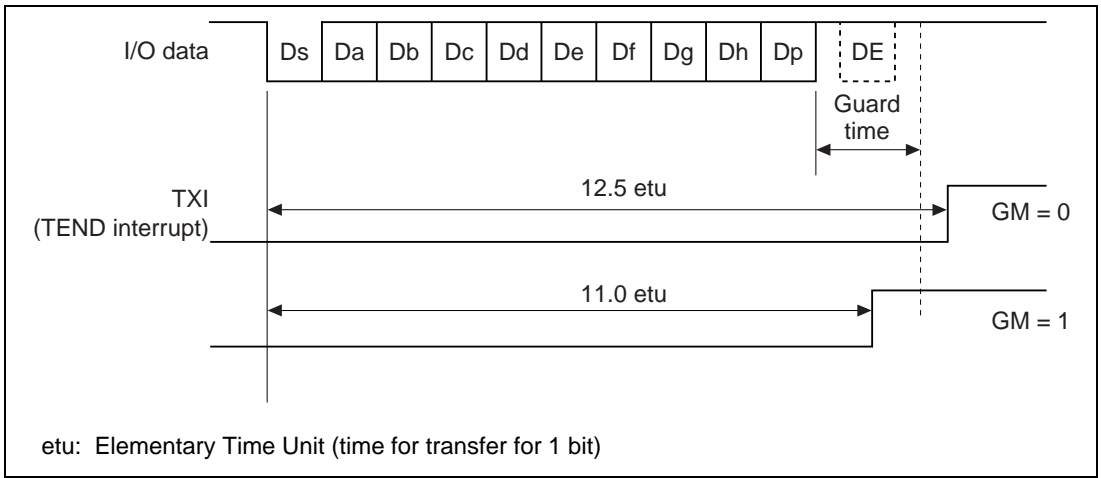 I/O data
Ds Da Db Dc Dd De Df Dg Dh Dp DE
Guard
time
TXI
(TEND interrupt)
12.5 etu
GM = 0
11.0 etu
GM = 1
etu: Elementary Time Unit (time for transfer for 1 bit)